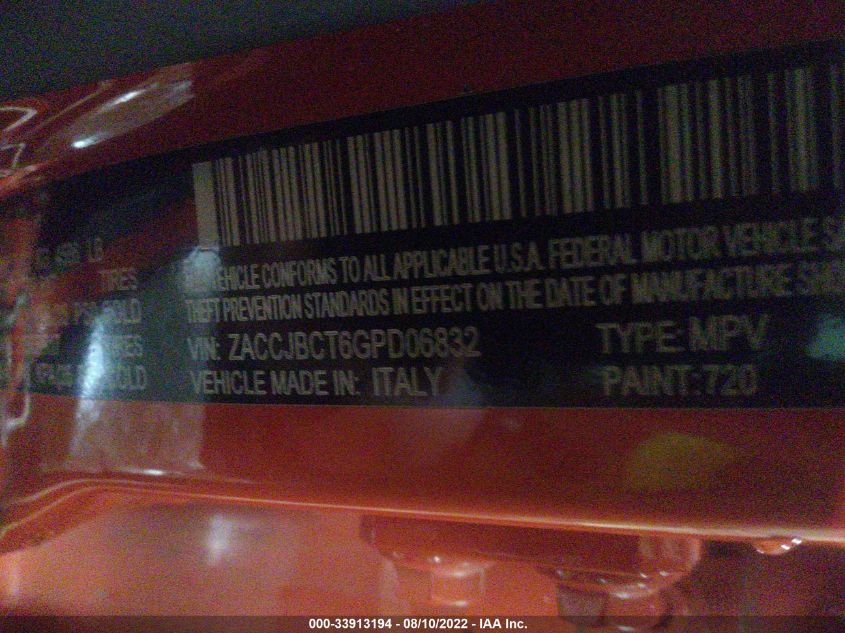 LB
TIRES
VEHICLE CONFORMS TO ALL APPLICABLE U.S.A. FEDERAL MOTOR VEHICLE
THEFT PREVENTION STANDARDS IN EFFECT ON THE DATE OF MANUFACTURE
VIN: ZACCJBCT6GPD06832 TYPE: MPV
VEHICLE MADE IN: ITALY PAINT: 720
000-33913194 - 08/10/2022 - IAA Inc.